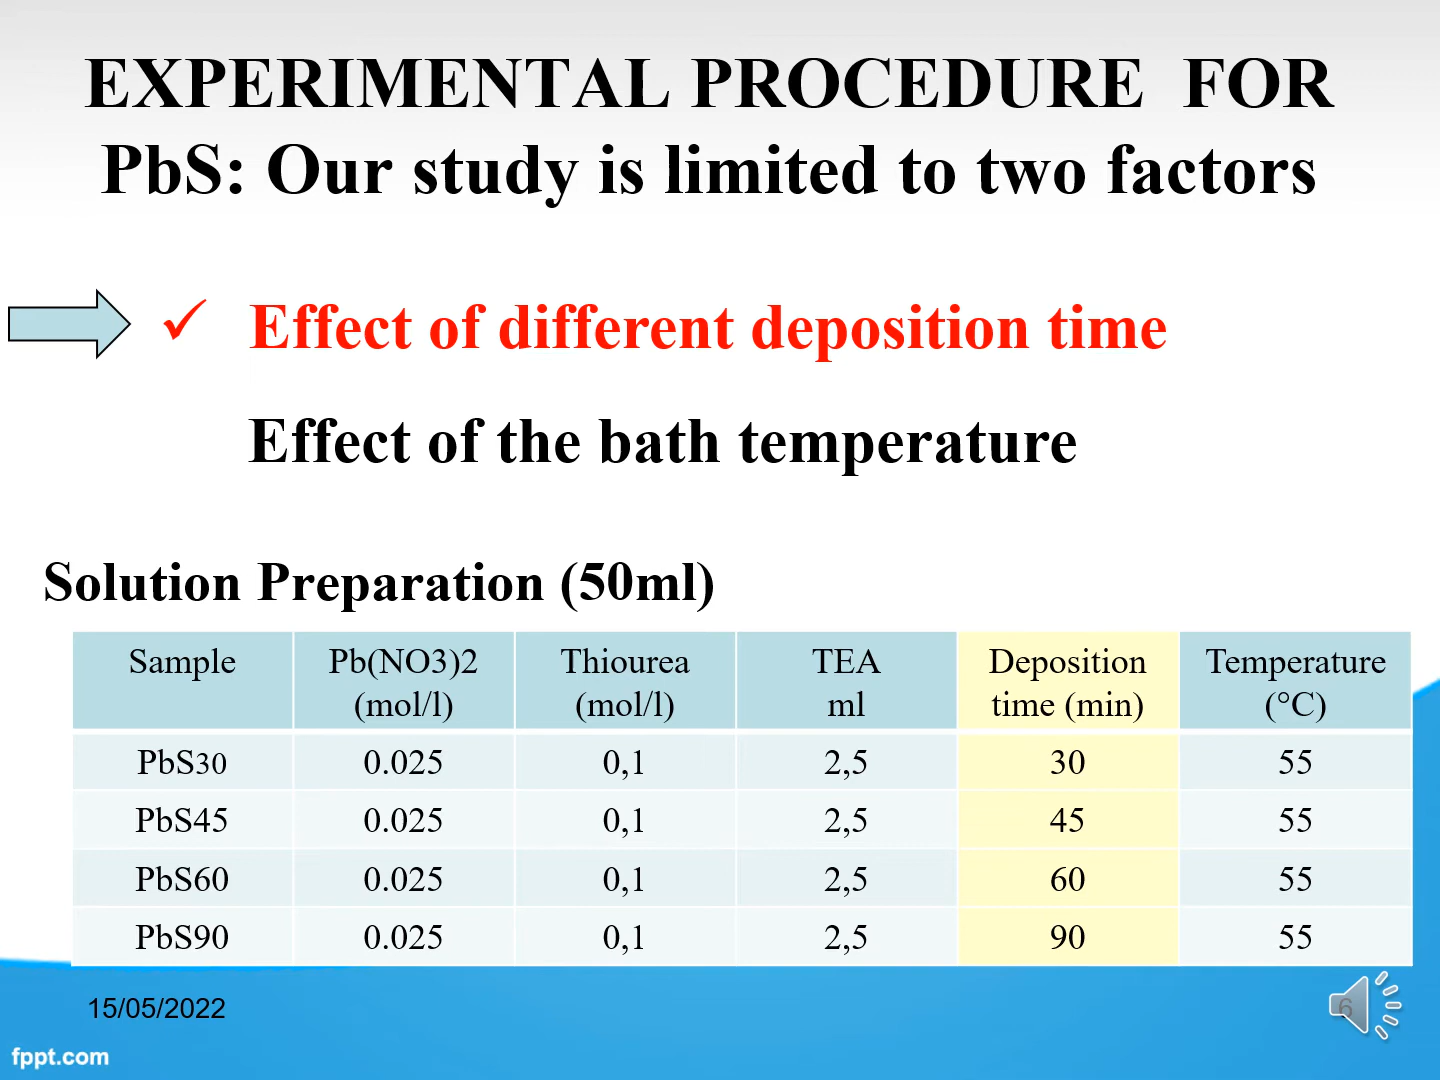 EXPERIMENTAL PROCEDURE FOR
PbS: Our study is limited to two factors
✓ Effect of different deposition time
Effect of the bath temperature
Solution Preparation (50ml)
Sample Pb(NO3)2 (mol/l) Thiourea (mol/l) TEA ml Deposition time (min) Temperature (°C)
PbS30 0.025 0,1 2,5 30 55
PbS45 0.025 0,1 2,5 45 55
PbS60 0.025 0,1 2,5 60 55
PbS90 0.025 0,1 2,5 90 55
15/05/2022
6
fppt.com